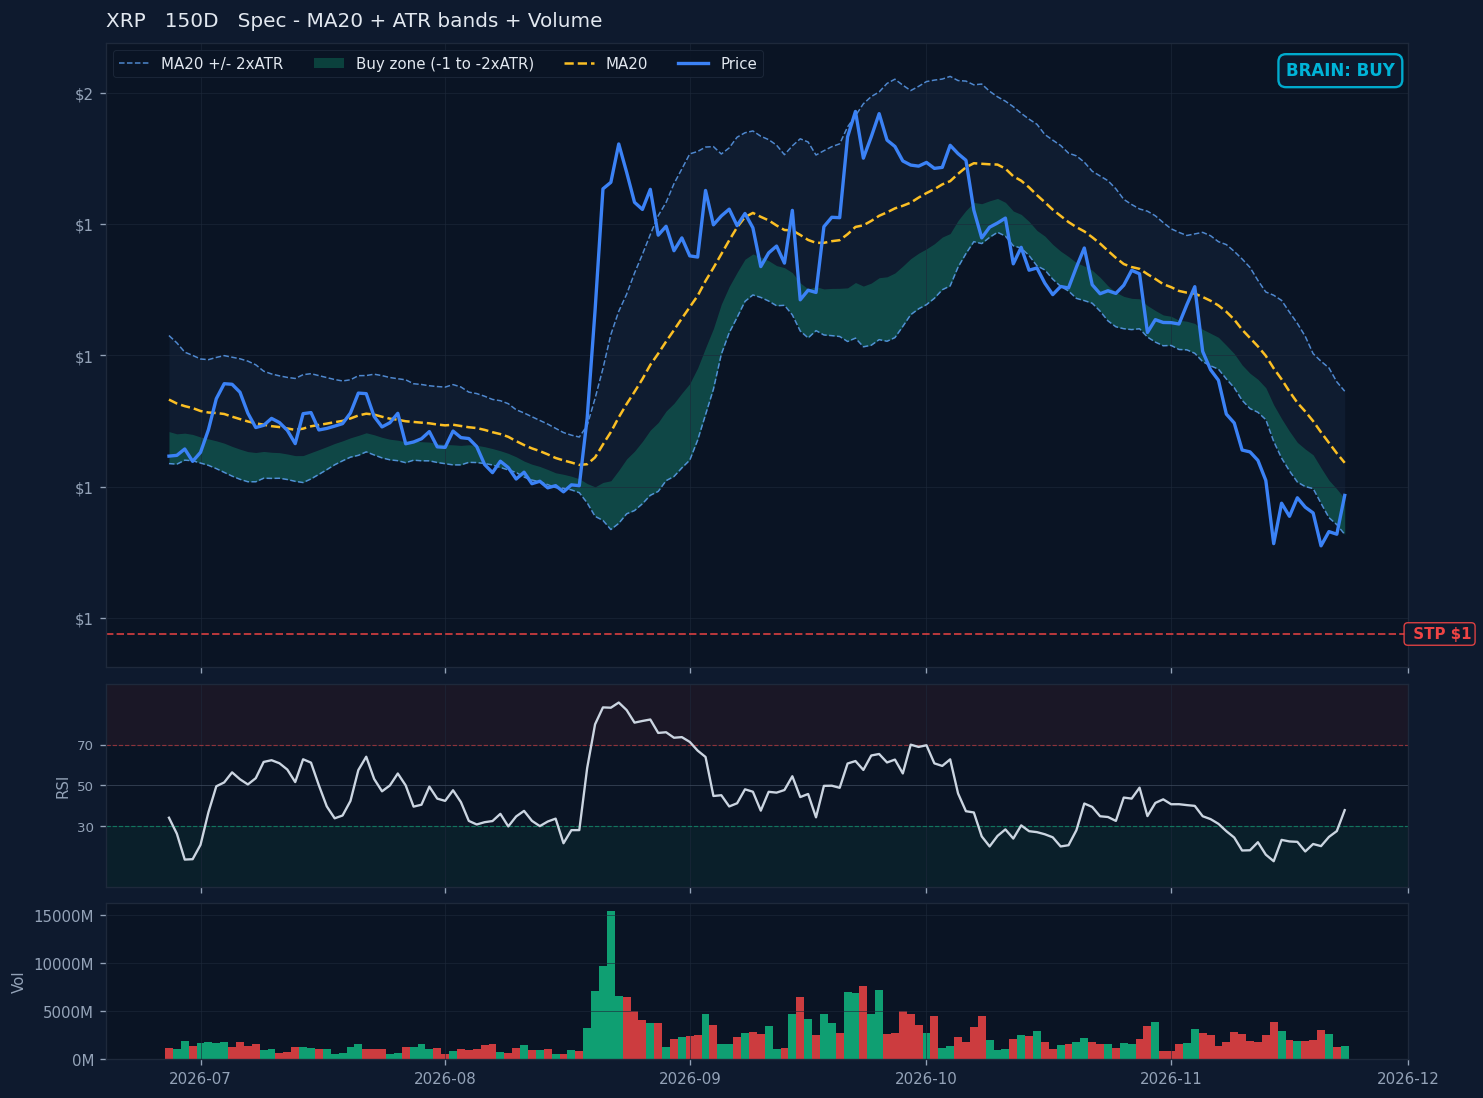 XRP   150D   Spec - MA20 + ATR bands + Volume
MA20 +/- 2xATR
Buy zone (-1 to -2xATR)
MA20
Price
BRAIN: BUY
$2
$1
$1
$1
$1
STP $1
RSI
70
50
30
Vol
15000M
10000M
5000M
0M
2026-07
2026-08
2026-09
2026-10
2026-11
2026-12